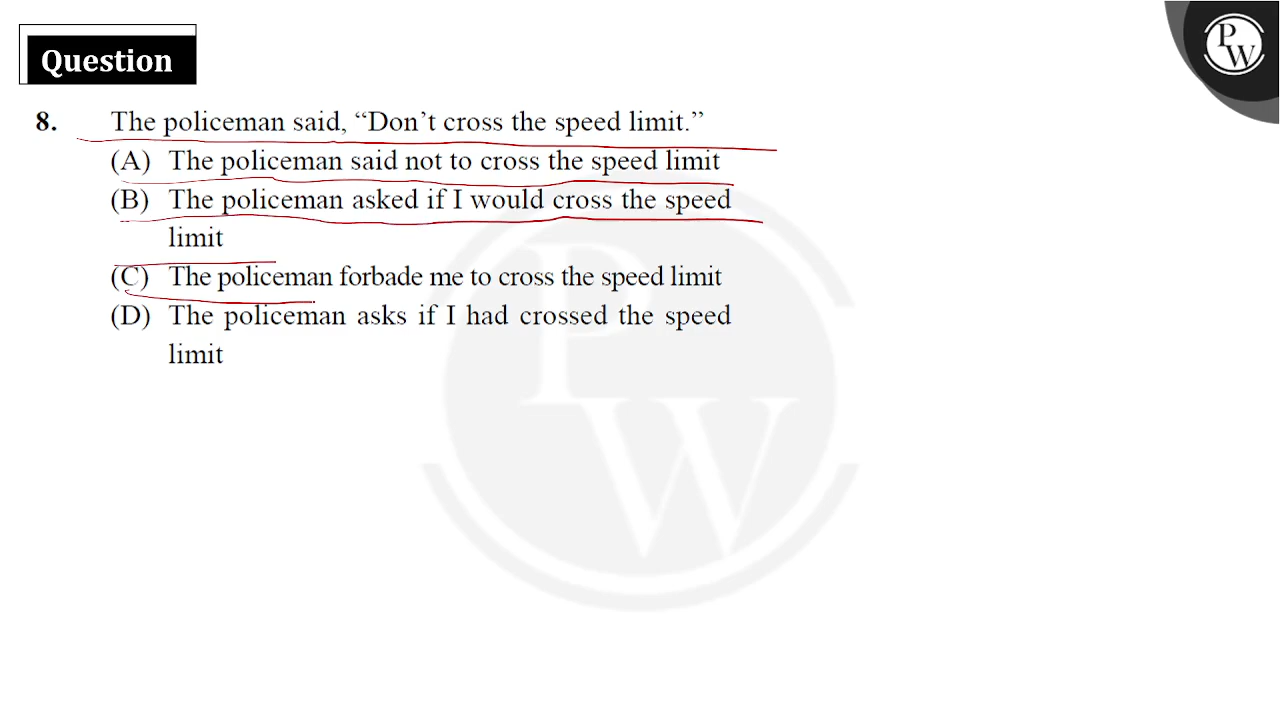 Question
PW
8. The policeman said, “Don’t cross the speed limit.”
(A) The policeman said not to cross the speed limit
(B) The policeman asked if I would cross the speed
limit
(C) The policeman forbade me to cross the speed limit
(D) The policeman asks if I had crossed the speed
limit
PW